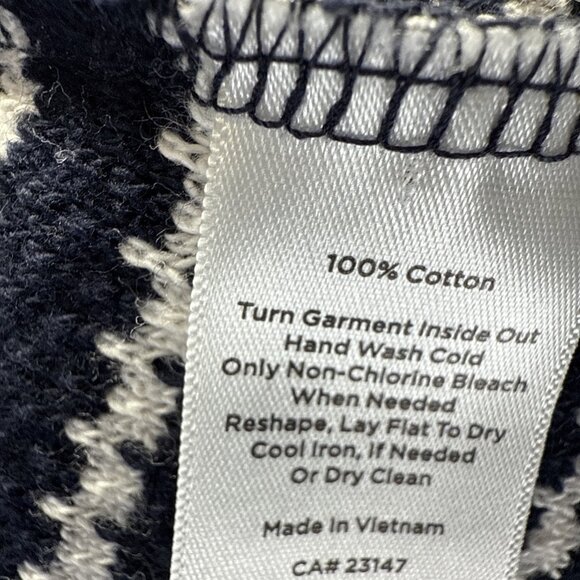 100% Cotton
Turn Garment Inside Out
Hand Wash Cold
Only Non-Chlorine Bleach
When Needed
Reshape, Lay Flat To Dry
Cool Iron, If Needed
Or Dry Clean
Made In Vietnam
CA# 23147